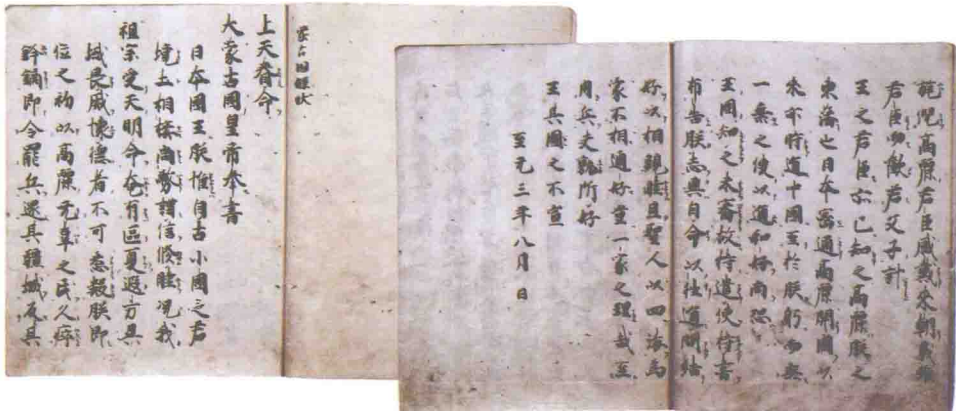 蒙古国牒状
上天眷命
大蒙古國皇帝奉書
日本國王朕惟自古小國之君
境土相接尚務講信修睦況我
祖宗受天明命奄有區夏遐方異
域畏威懷德者不可悉數朕即
位之初以高麗无辜之民久瘁
鋒鏑即令罷兵還其疆域反其
旄倪高麗君臣感戴來朝義雖
君臣而歡若父子計
王之君臣亦已知之高麗朕之
東藩也日本密迩高麗開國以
來亦時通中國至於朕躬而無
一乗之使以通和好尚恐
王國知之未審故特遣使持書
布告朕志冀自今以往通問結
好以相親睦且聖人以四海為
家不相通好豈一家之理哉至
用兵夫孰所好
王其圖之不宣
至元三年八月 日